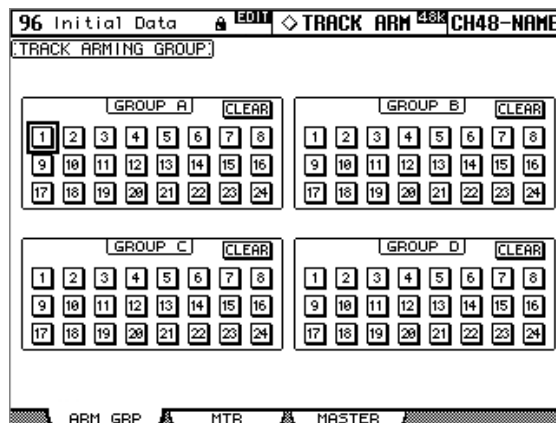 96 Initial Data EDIT ◇TRACK ARM 48k CH48-NAME
TRACK ARMING GROUP
GROUP A CLEAR
1 2 3 4 5 6 7 8
9 10 11 12 13 14 15 16
17 18 19 20 21 22 23 24
GROUP B CLEAR
1 2 3 4 5 6 7 8
9 10 11 12 13 14 15 16
17 18 19 20 21 22 23 24
GROUP C CLEAR
1 2 3 4 5 6 7 8
9 10 11 12 13 14 15 16
17 18 19 20 21 22 23 24
GROUP D CLEAR
1 2 3 4 5 6 7 8
9 10 11 12 13 14 15 16
17 18 19 20 21 22 23 24
ARM GRP MTR MASTER